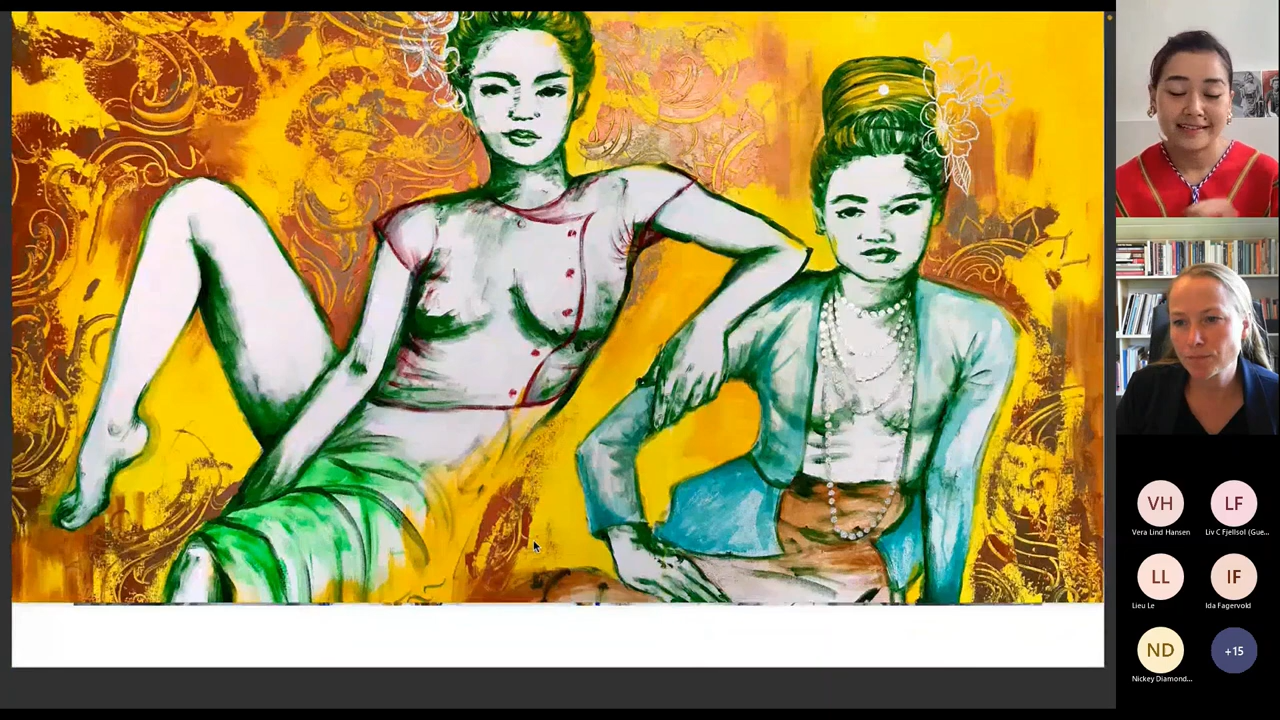 VH
LF
Vera Lind Hansen
Liv C Fjellsol (Gue...
LL
IF
Lieu Le
Ida Fagervold
ND
+15
Nickey Diamond...